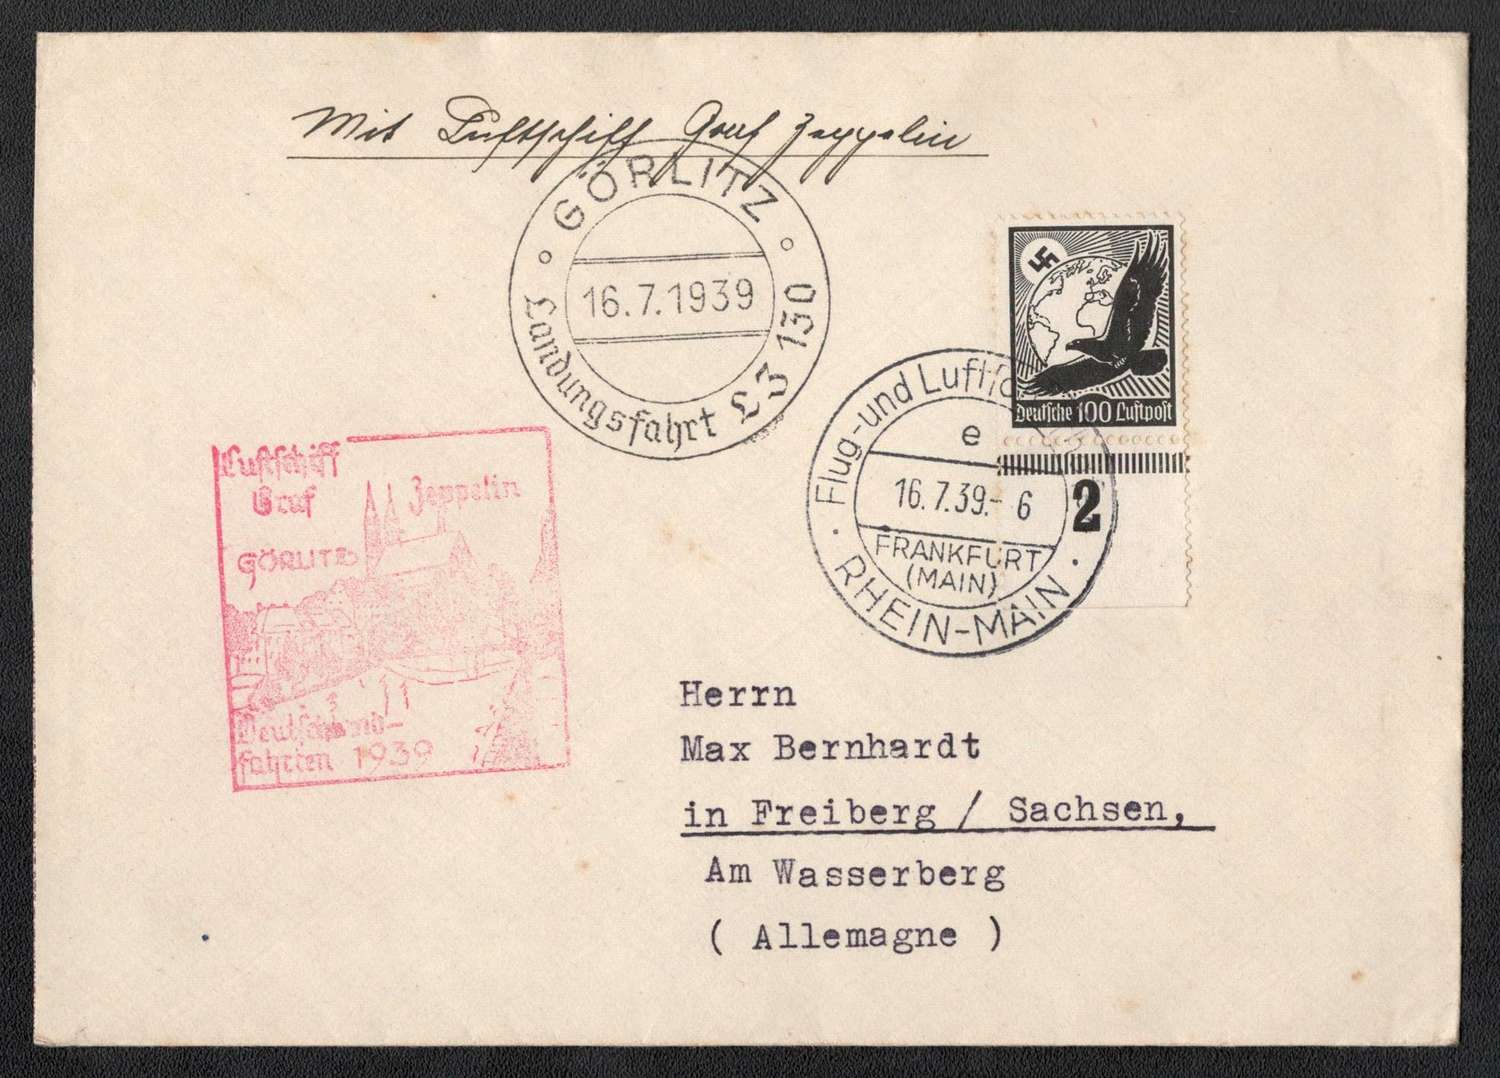 Mit Luftschiff Graf Zeppelin
GÖRLITZ
16.7.1939
Landungsfahrt LZ 130
Deutsche 100 Luftpost
2
Flug-und Luftf
e
16.7.39.- 6
FRANKFURT
(MAIN)
RHEIN-MAIN
Luftschiff
Graf Zeppelin
GÖRLITZ
Deutschland-
fahrten 1939
Herrn
Max Bernhardt
in Freiberg / Sachsen,
Am Wasserberg
( Allemagne )